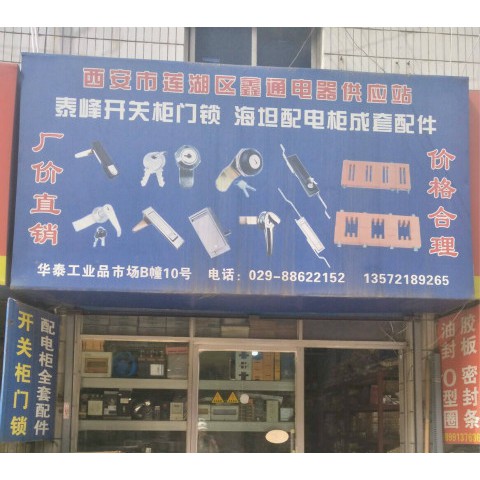 西安市莲湖区鑫通电器供应站
泰峰开关柜门锁 海坦配电柜成套配件
厂价直销
价格合理
华泰工业品市场B幢10号 电话：029-88622152 13572189265
配电柜全套配件
开关柜门锁
胶板 密封条
油封 O型圈